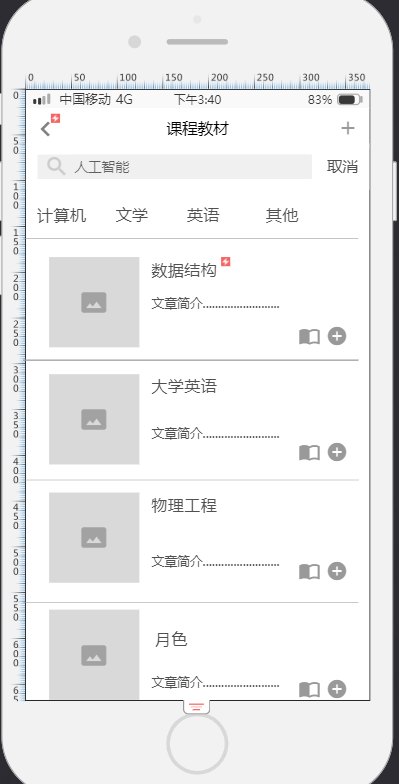 0 50 100 150 200 250 300 350
中国移动 4G 下午3:40 83%
课程教材
人工智能 取消
计算机 文学 英语 其他
数据结构
文章简介........................
大学英语
文章简介........................
物理工程
文章简介........................
月色
文章简介........................
0
50
100
150
200
250
300
350
400
450
500
550
600